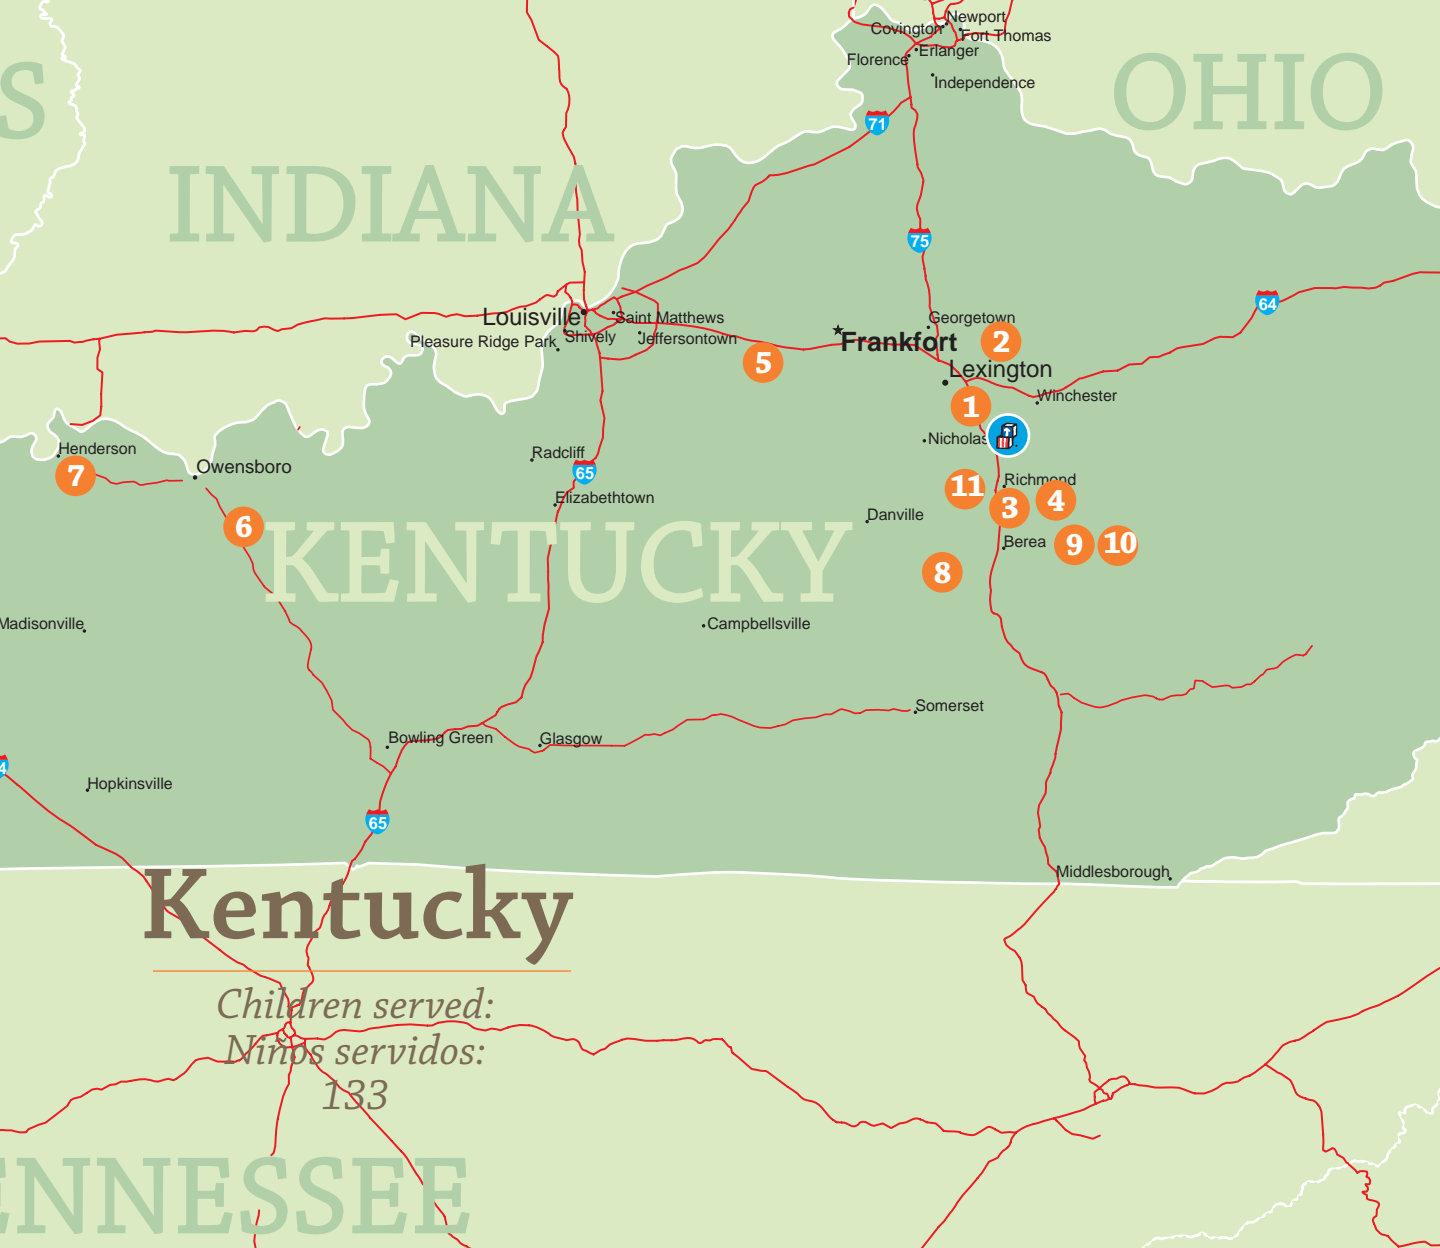 Newport
Covington
Fort Thomas
Erlanger
Florence
Independence
OHIO
S
71
INDIANA
75
64
Louisville
Saint Matthews
Georgetown
Shively
Jeffersontown
Pleasure Ridge Park
Frankfort
2
5
Lexington
Winchester
1
Nicholas
Henderson
7
Owensboro
Radcliff
65
Elizabethtown
Richmond
11
3
4
6
Danville
KENTUCKY
Berea
9
10
8
Madisonville
Campbellsville
Somerset
Bowling Green
Glasgow
4
Hopkinsville
65
Middlesborough
Kentucky
Children served:
Niños servidos:
133
ENNESSEE